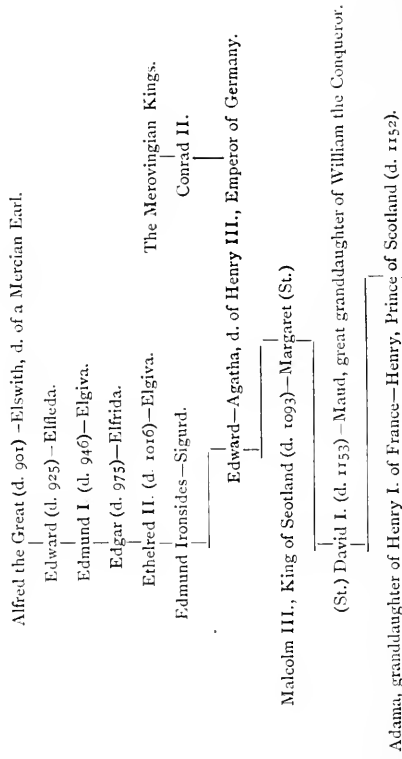 Alfred the Great (d. 901)—Elswith, d. of a Mercian Earl.
Edward (d. 925)—Elfleda.
Edmund I (d. 946)—Elgiva.
Edgar (d. 975)—Elfrida.
Ethelred II. (d. 1016)—Elgiva.
The Merovingian Kings.
Edmund Ironsides—Sigurd.
Conrad II.
Edward—Agatha, d. of Henry III., Emperor of Germany.
Malcolm III., King of Scotland (d. 1093)—Margaret (St.)
(St.) David I. (d. 1153)—Maud, great granddaughter of William the Conqueror.
Adama, granddaughter of Henry I. of France—Henry, Prince of Scotland (d. 1152).